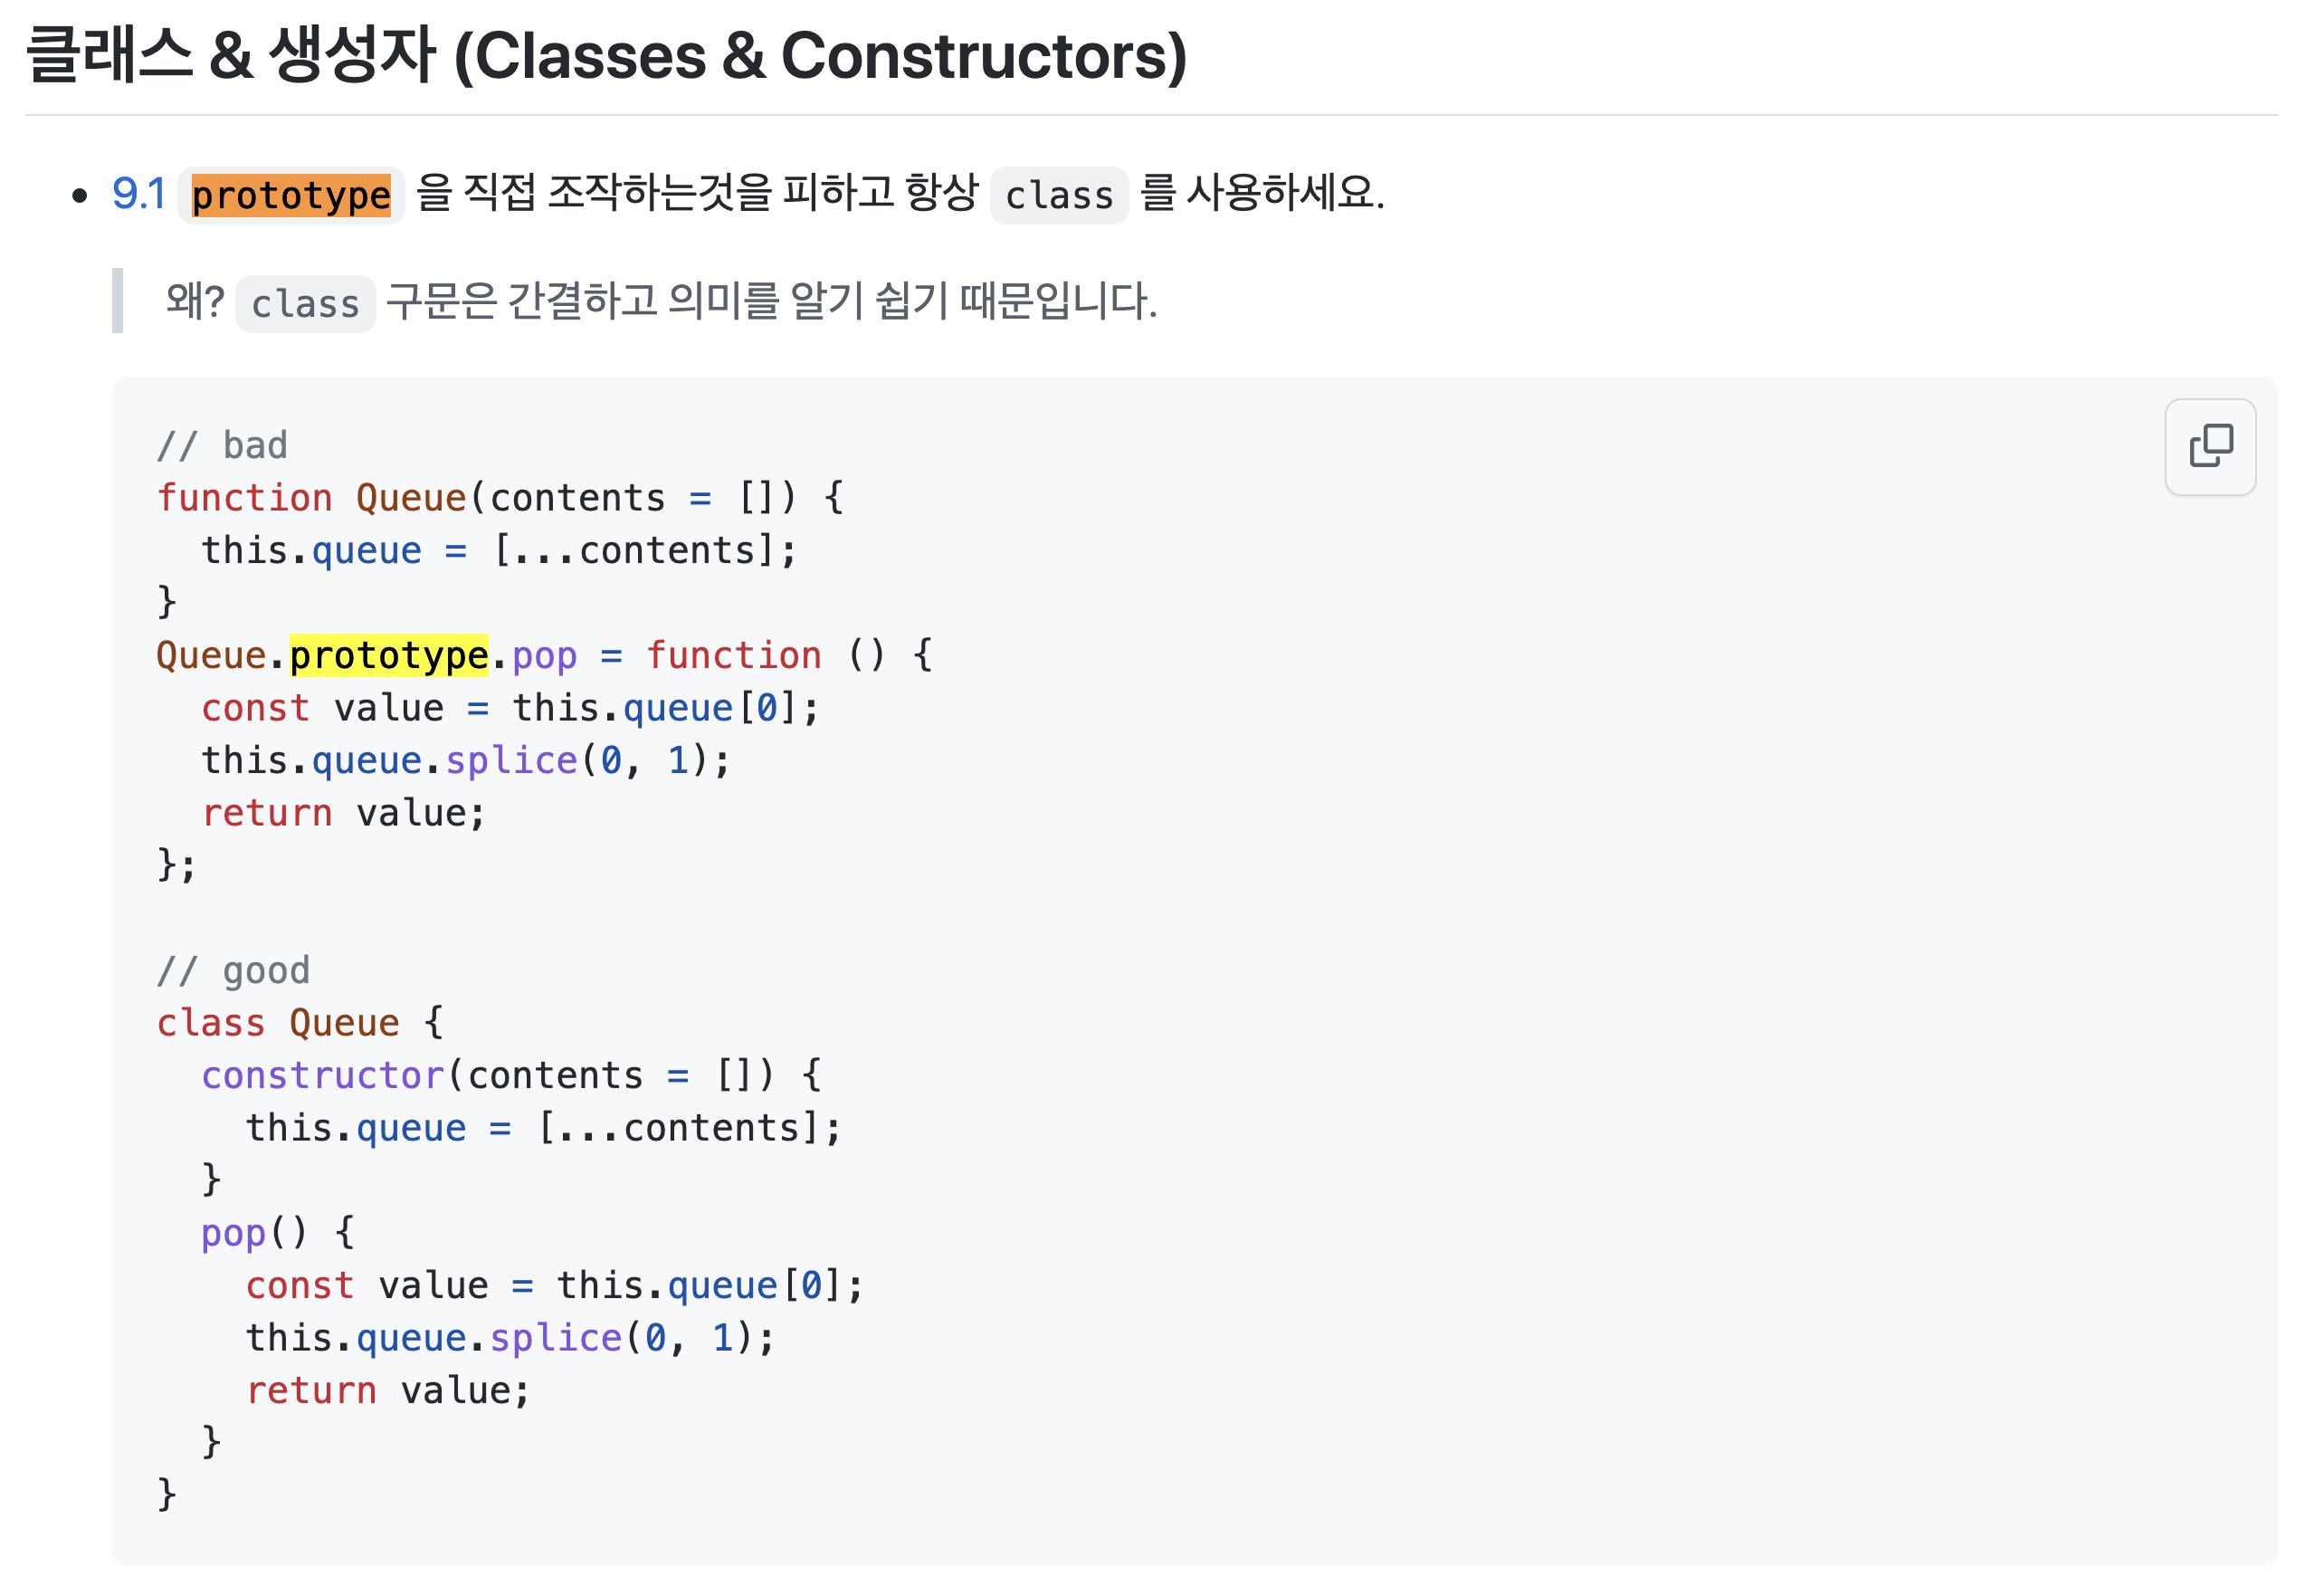 클래스 & 생성자 (Classes & Constructors)
9.1 prototype 을 직접 조작하는것을 피하고 항상 class 를 사용하세요.
왜? class 구문은 간결하고 의미를 알기 쉽기 때문입니다.
// bad
function Queue(contents = []) {
  this.queue = [...contents];
}
Queue.prototype.pop = function () {
  const value = this.queue[0];
  this.queue.splice(0, 1);
  return value;
};
// good
class Queue {
  constructor(contents = []) {
    this.queue = [...contents];
  }
  pop() {
    const value = this.queue[0];
    this.queue.splice(0, 1);
    return value;
  }
}